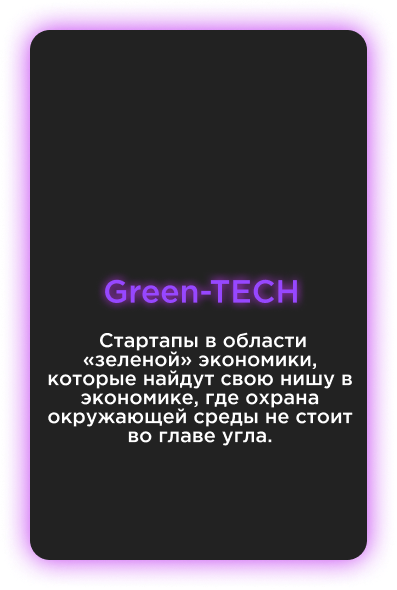 Green-TECH
Стартапы в области
«зеленой» экономики,
которые найдут свою нишу в
экономике, где охрана
окружающей среды не стоит
во главе угла.